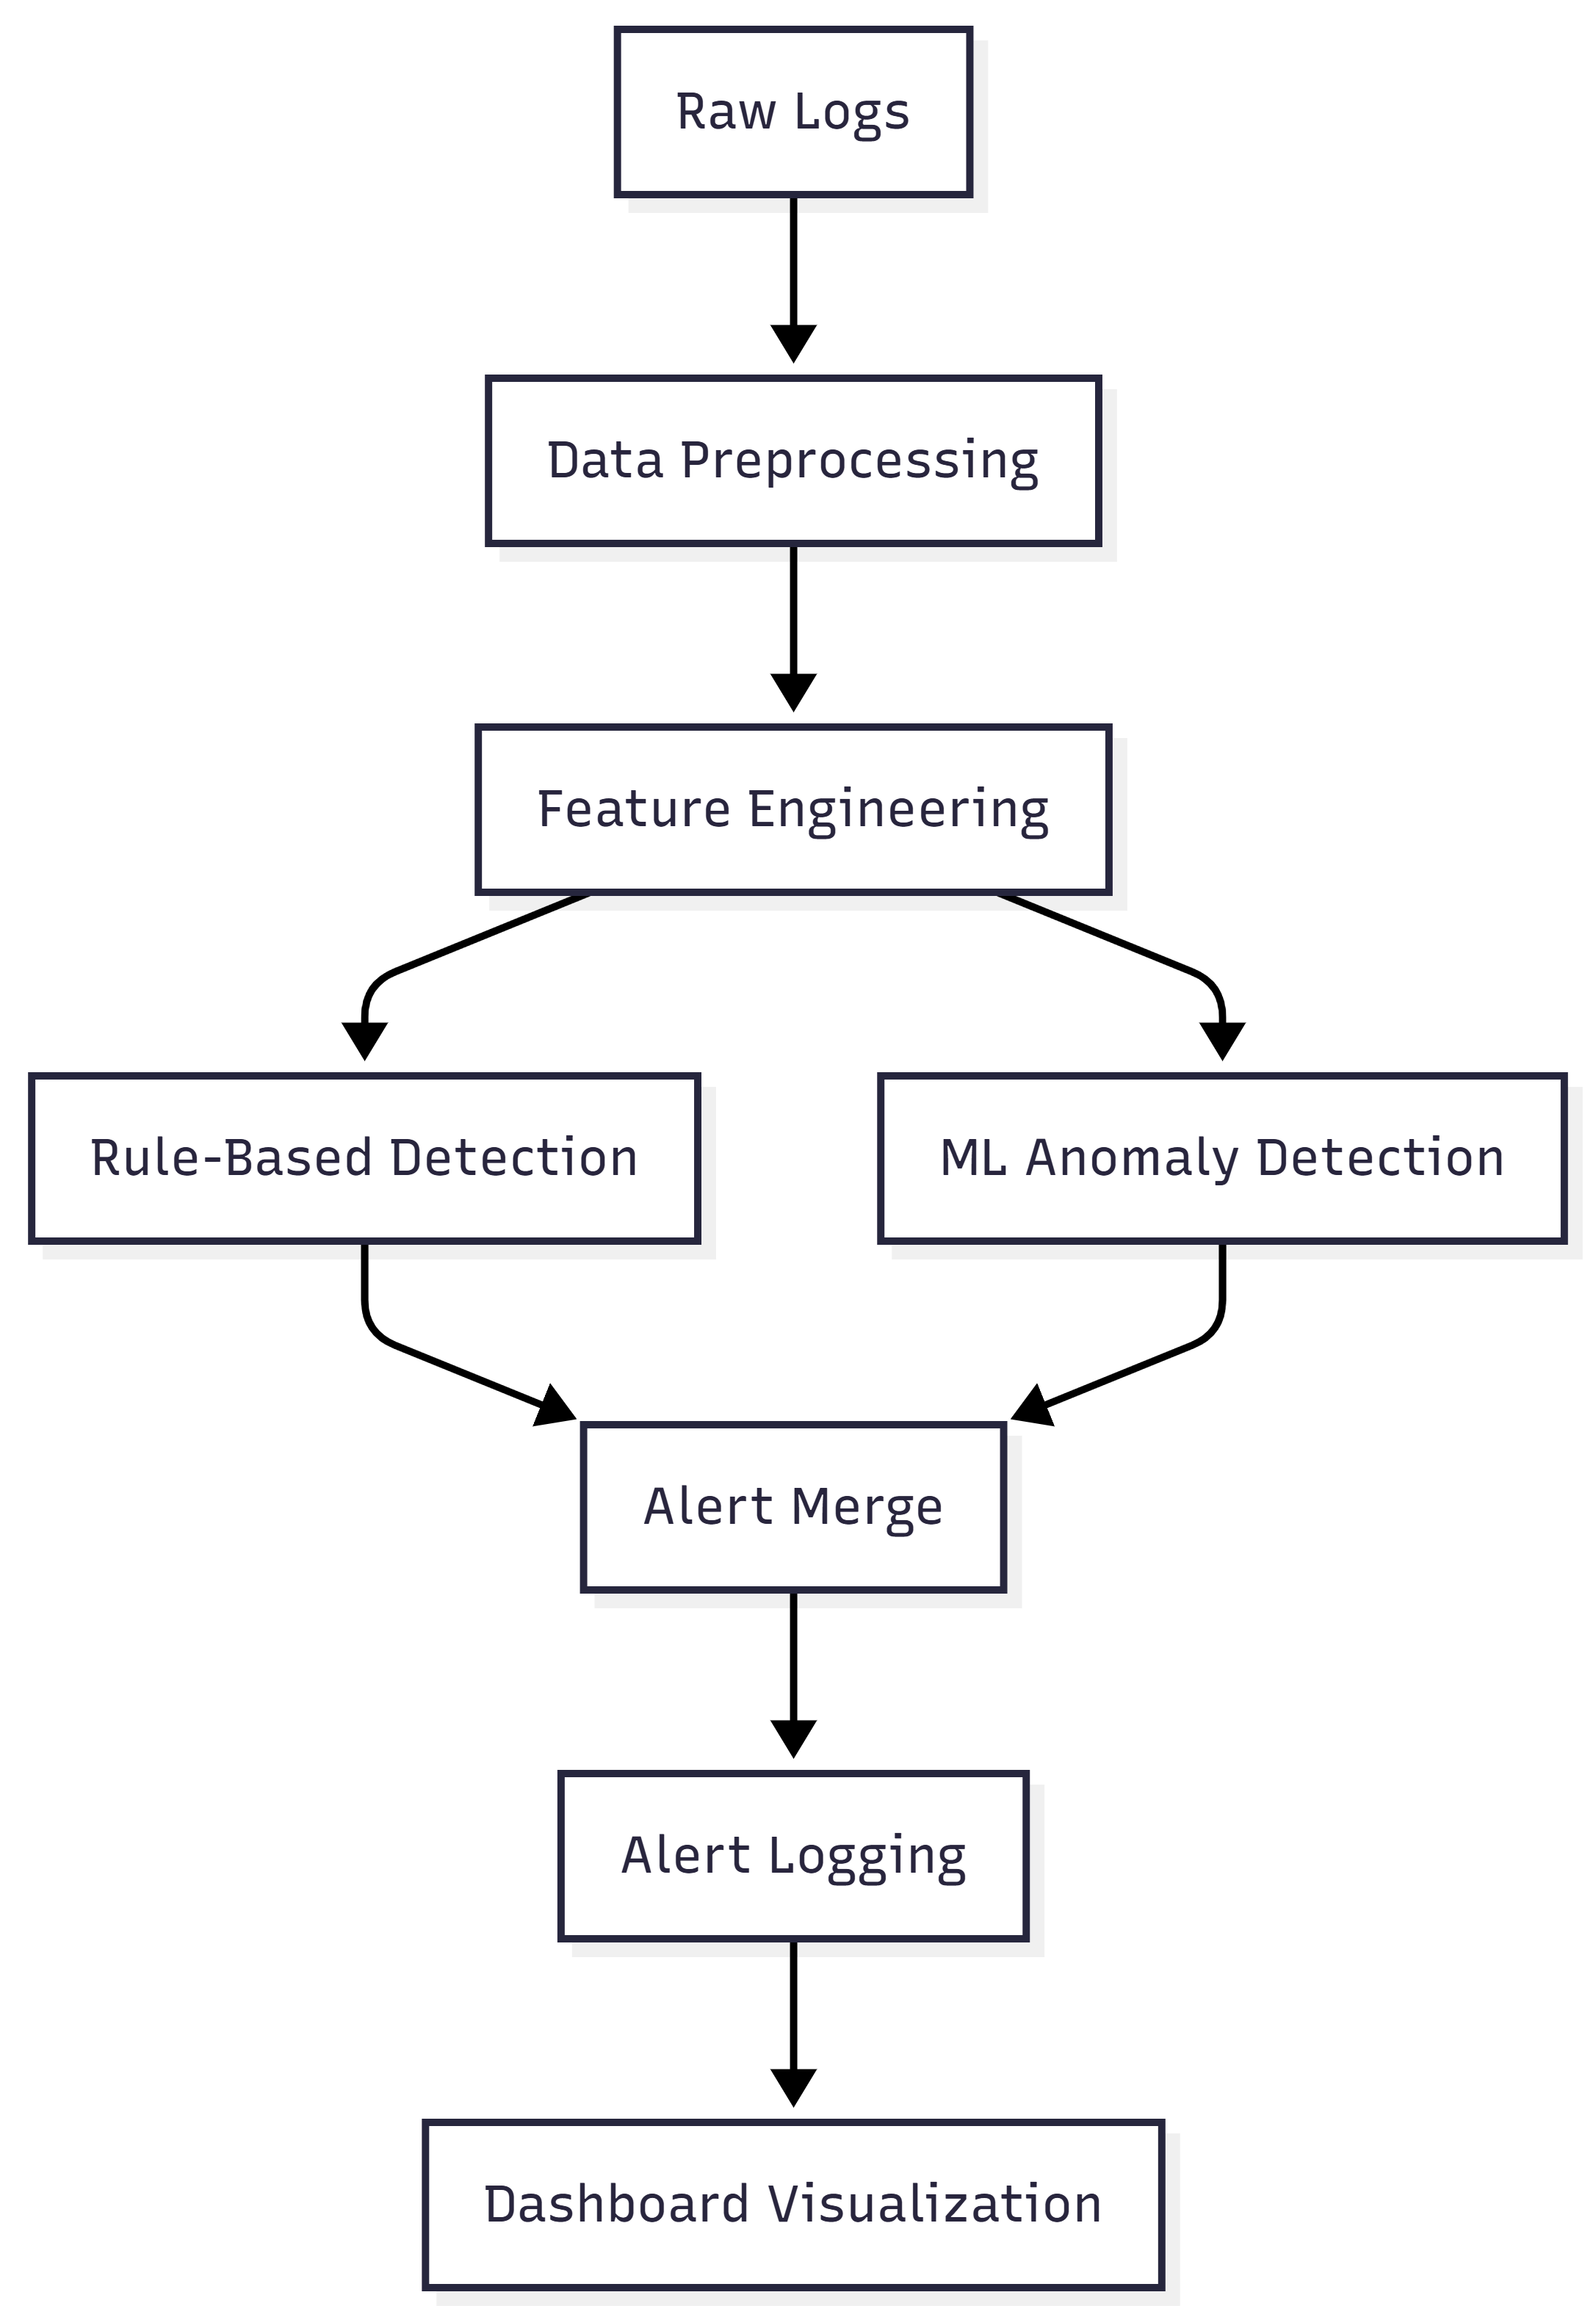 Raw Logs
Data Preprocessing
Feature Engineering
Rule-Based Detection
ML Anomaly Detection
Alert Merge
Alert Logging
Dashboard Visualization